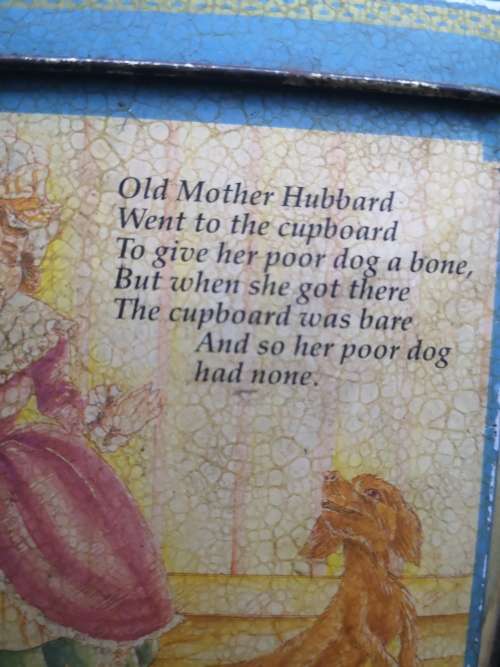 Old Mother Hubbard
Went to the cupboard
To give her poor dog a bone,
But when she got there
The cupboard was bare
And so her poor dog
had none.